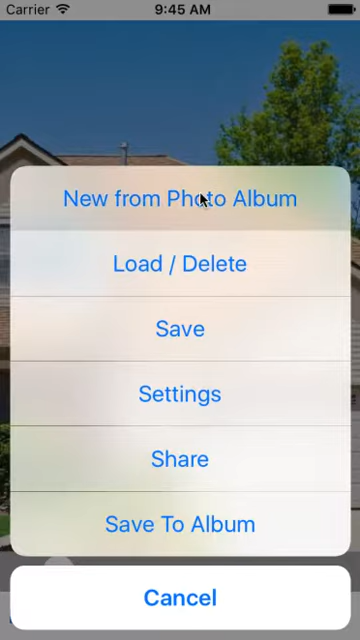 Carrier 9:45 AM
New from Photo Album
Load / Delete
Save
Settings
Share
Save To Album
Cancel